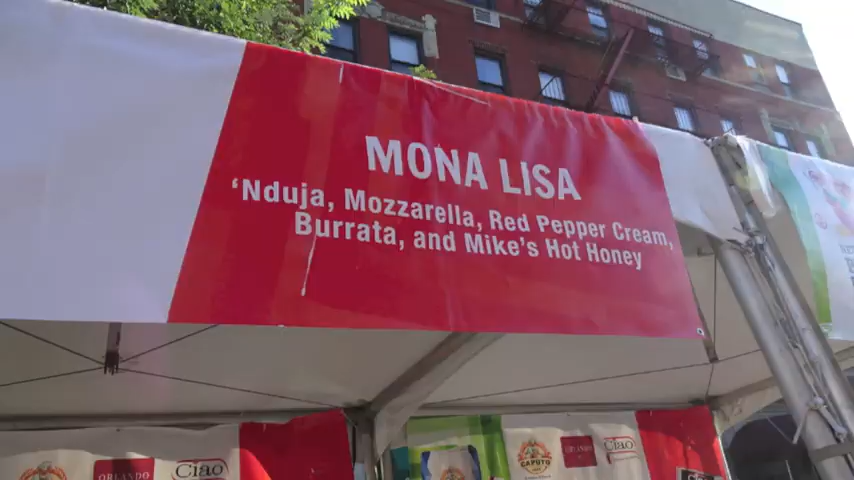 MONA LISA
‘Nduja, Mozzarella, Red Pepper Cream,
Burrata, and Mike's Hot Honey
ORLANDO
Ciao
CAPUTO
ORLANDO
Ciao